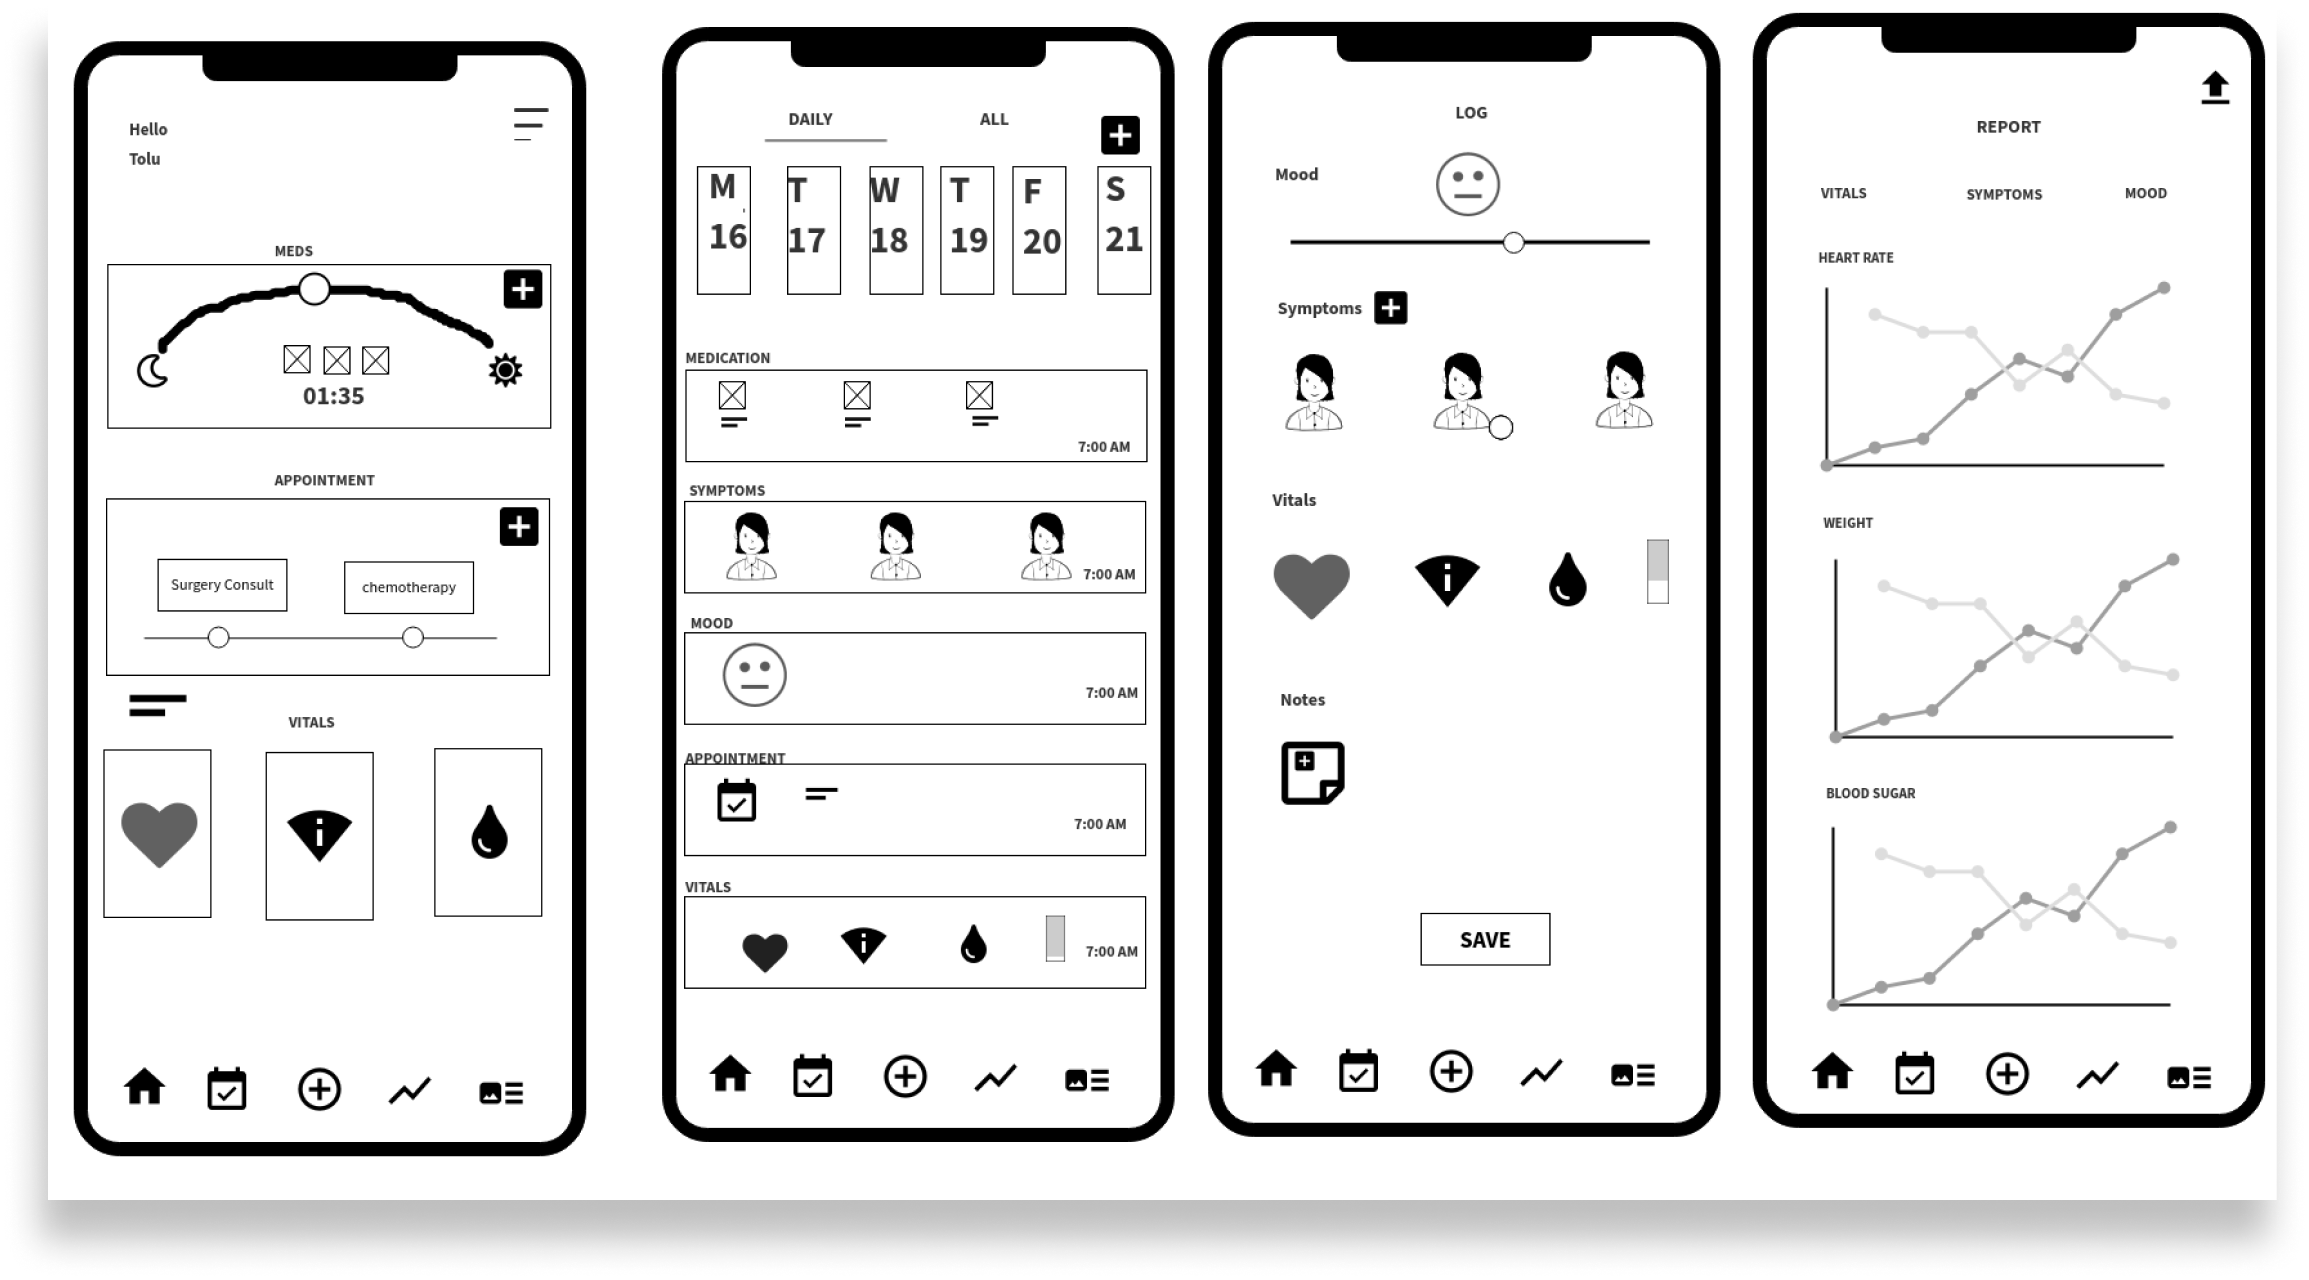 Hello
Tolu
MEDS
01:35
APPOINTMENT
Surgery Consult
chemotherapy
VITALS
DAILY ALL
M T W T F S
16 17 18 19 20 21
MEDICATION
7:00 AM
SYMPTOMS
7:00 AM
MOOD
7:00 AM
APPOINTMENT
7:00 AM
VITALS
7:00 AM
LOG
Mood
Symptoms
Vitals
Notes
SAVE
REPORT
VITALS SYMPTOMS MOOD
HEART RATE
WEIGHT
BLOOD SUGAR